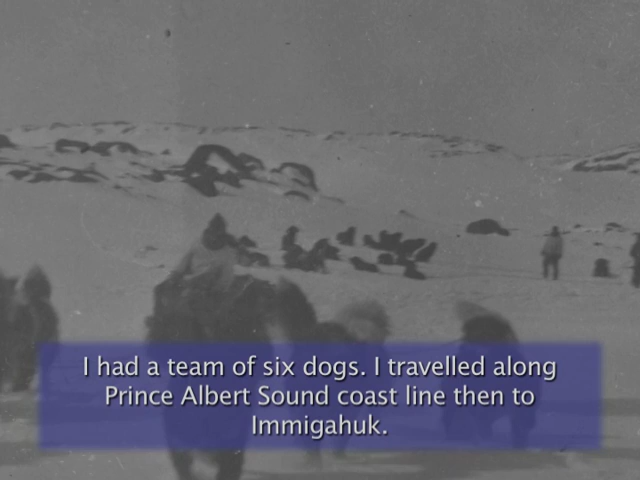 I had a team of six dogs. I travelled along
Prince Albert Sound coast line then to
Immigahuk.